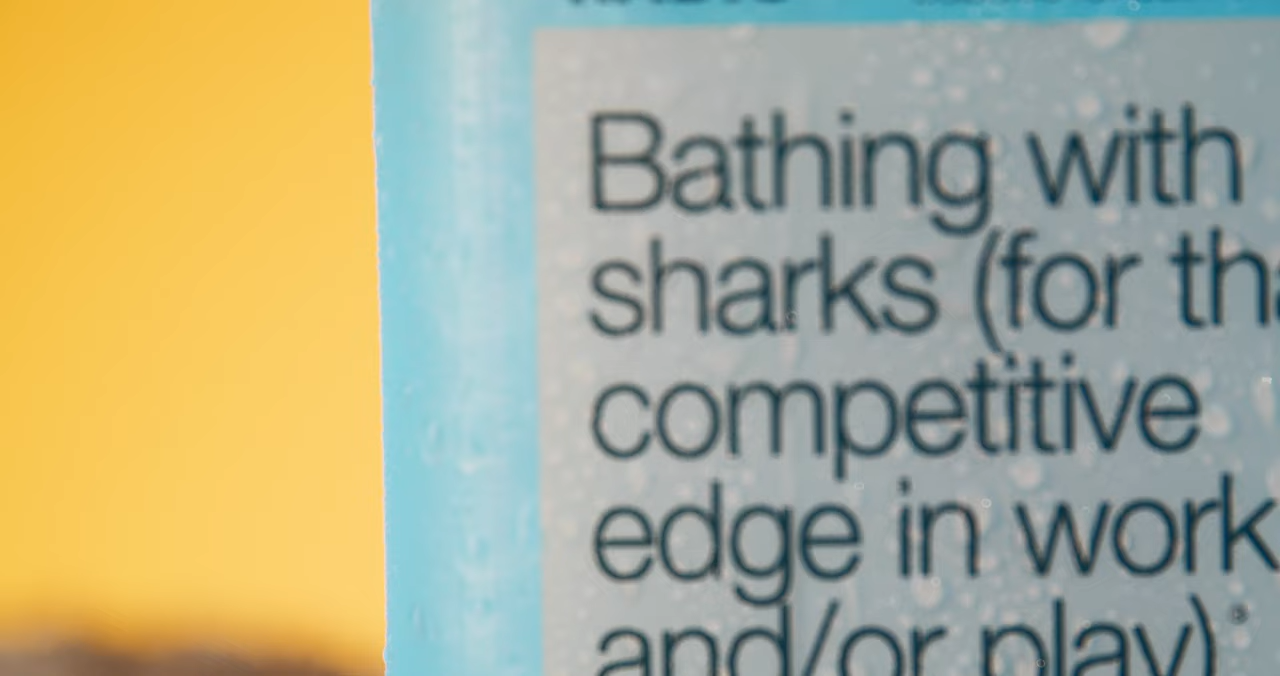 Bathing with
sharks (for
competitive
edge in work
and/or play)°